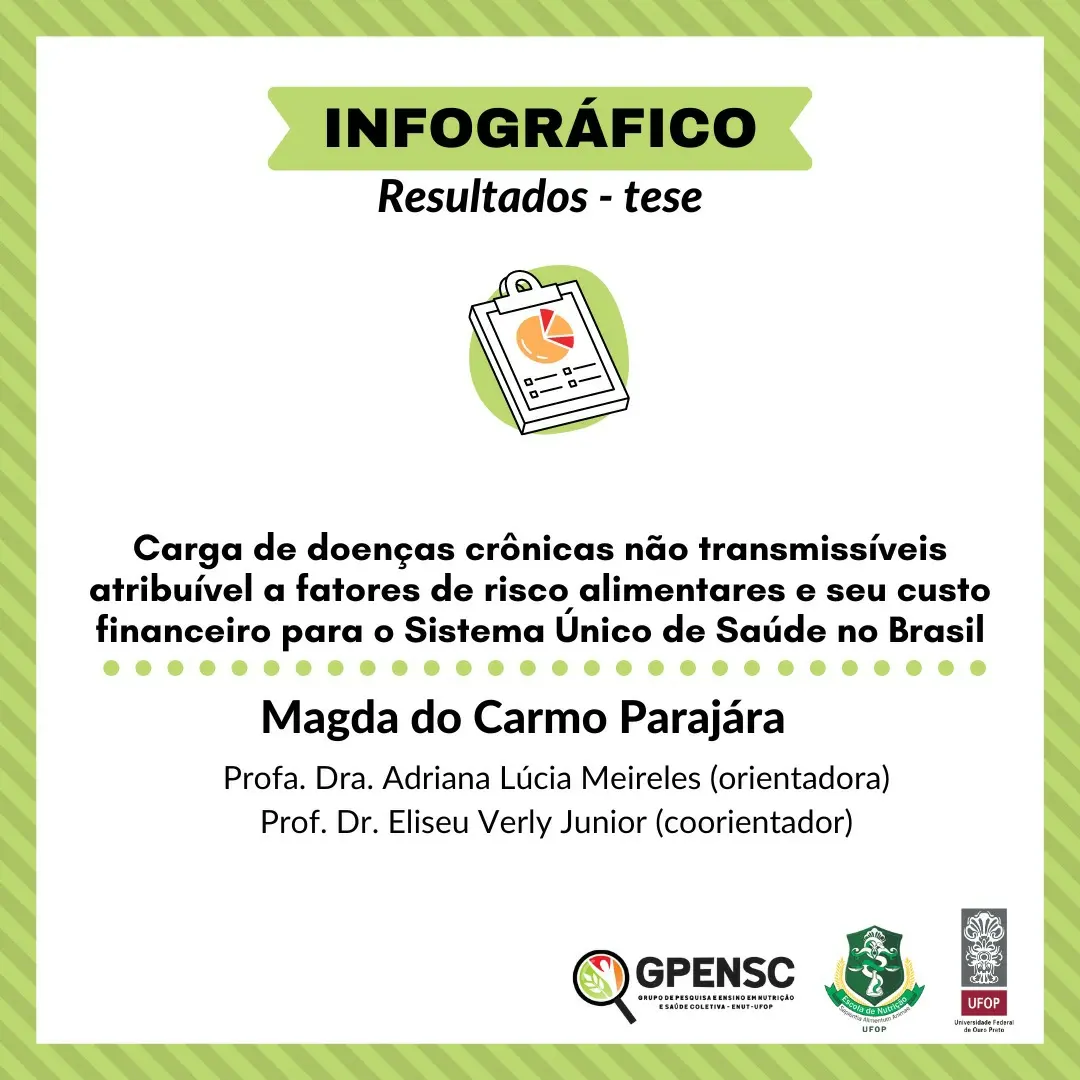 INFOGRÁFICO
Resultados - tese
Carga de doenças crônicas não transmissíveis
atribuível a fatores de risco alimentares e seu custo
financeiro para o Sistema Único de Saúde no Brasil
Magda do Carmo Parajára
Profa. Dra. Adriana Lúcia Meireles (orientadora)
Prof. Dr. Eliseu Verly Junior (coorientador)
GPENSC
GRUPO DE PESQUISA E ENSINO EM NUTRIÇÃO
E SAÚDE COLETIVA - ENUT-UFOP
Escola de Nutrição
UFOP
UFOP
Universidade Federal
de Ouro Preto